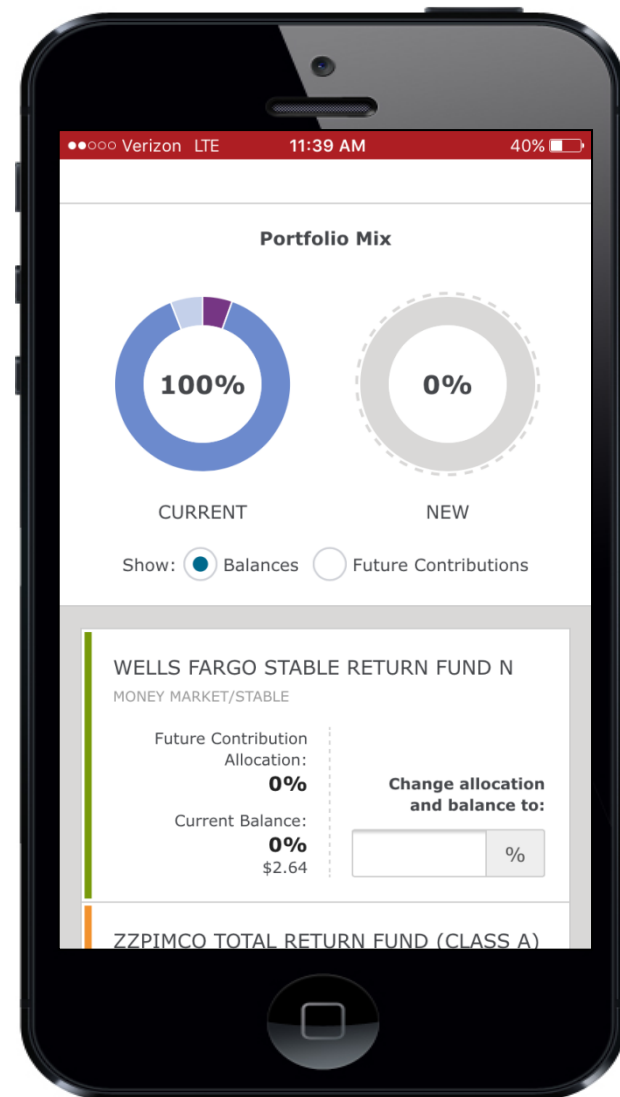 Verizon LTE 11:39 AM 40%
Portfolio Mix
100% 0%
CURRENT NEW
Show: Balances Future Contributions
WELLS FARGO STABLE RETURN FUND N
MONEY MARKET/STABLE
Future Contribution
Allocation:
0%
Current Balance:
0%
$2.64
Change allocation
and balance to:
%
ZZPIMCO TOTAL RETURN FUND (CLASS A)